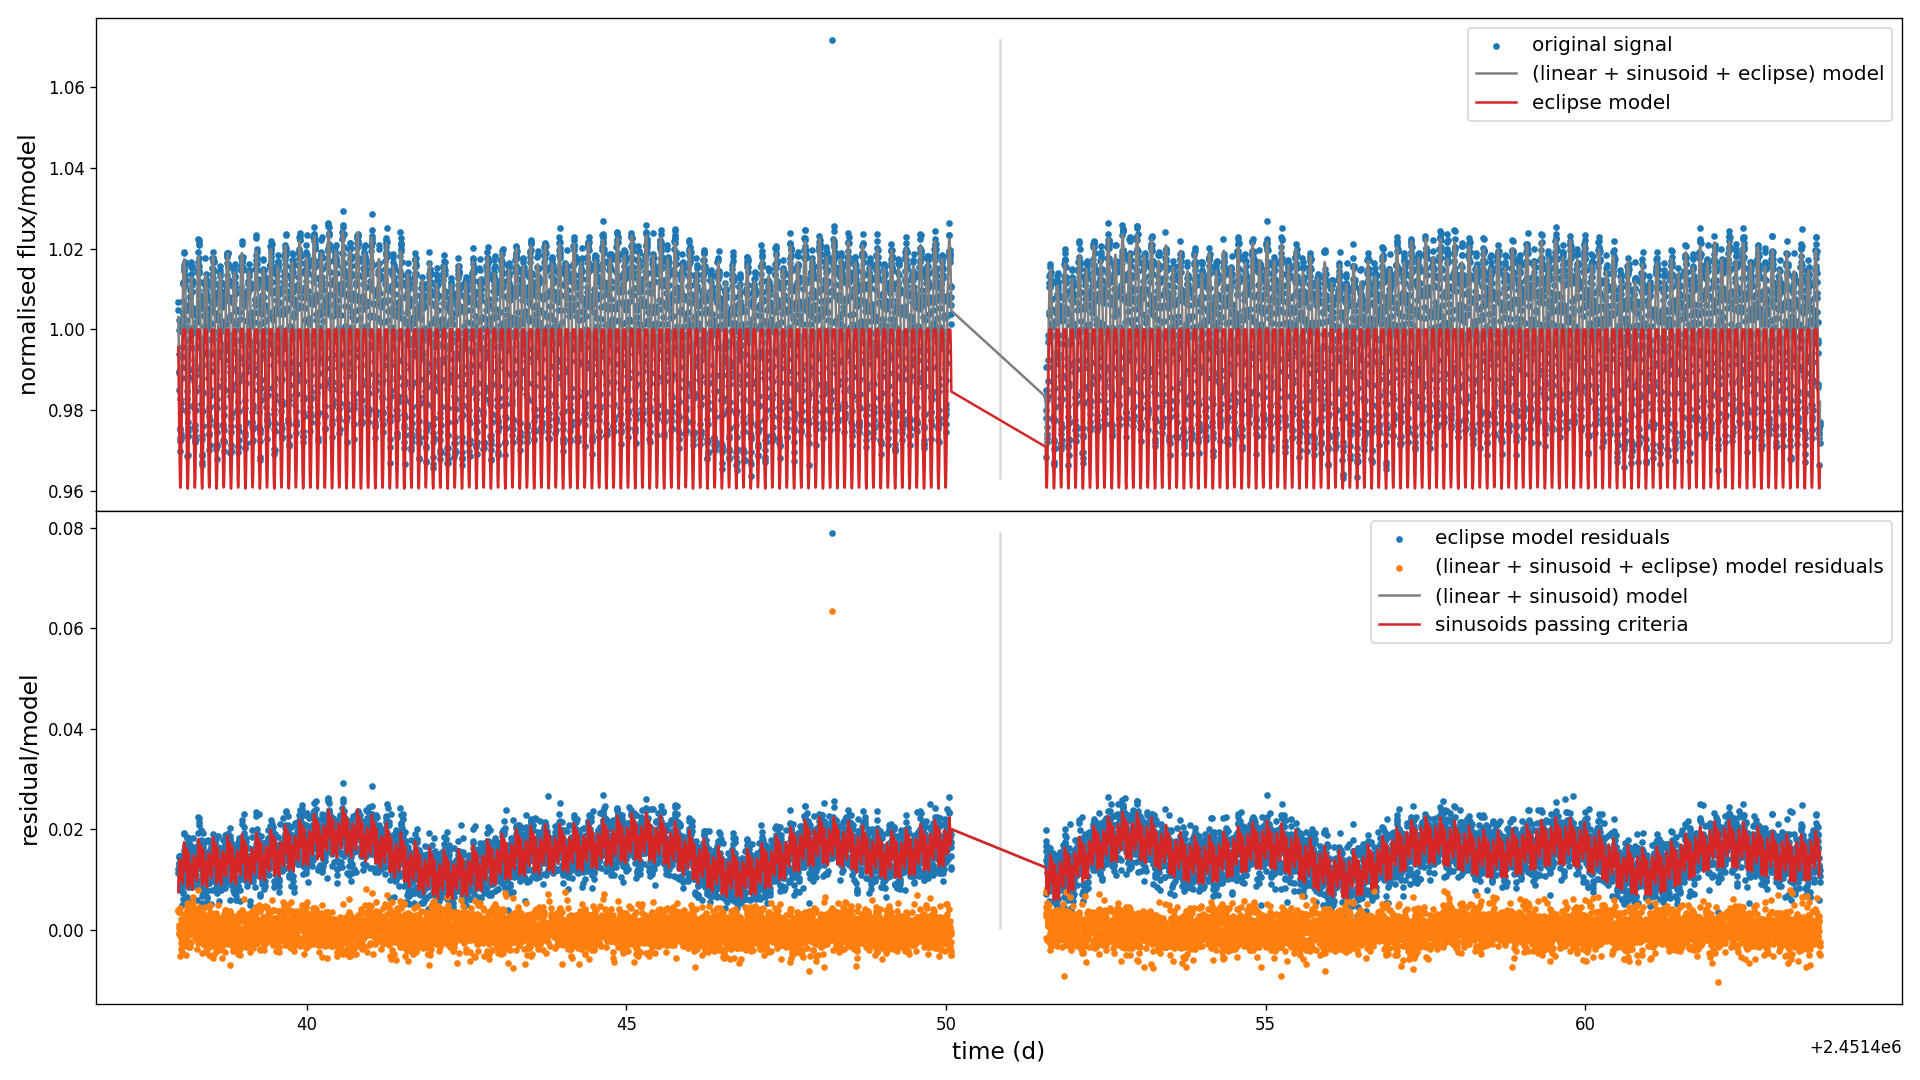 normalised flux/model
1.06
1.04
1.02
1.00
0.98
0.96
original signal
(linear + sinusoid + eclipse) model
eclipse model
residual/model
0.08
0.06
0.04
0.02
0.00
eclipse model residuals
(linear + sinusoid + eclipse) model residuals
(linear + sinusoid) model
sinusoids passing criteria
40
45
50
55
60
time (d)
+2.4514e6